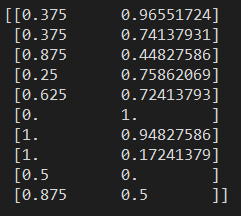 [[0.375      0.96551724]
 [0.375      0.74137931]
 [0.875      0.44827586]
 [0.25       0.75862069]
 [0.625      0.72413793]
 [0.         1.        ]
 [1.         0.94827586]
 [1.         0.17241379]
 [0.5        0.        ]
 [0.875      0.5       ]]